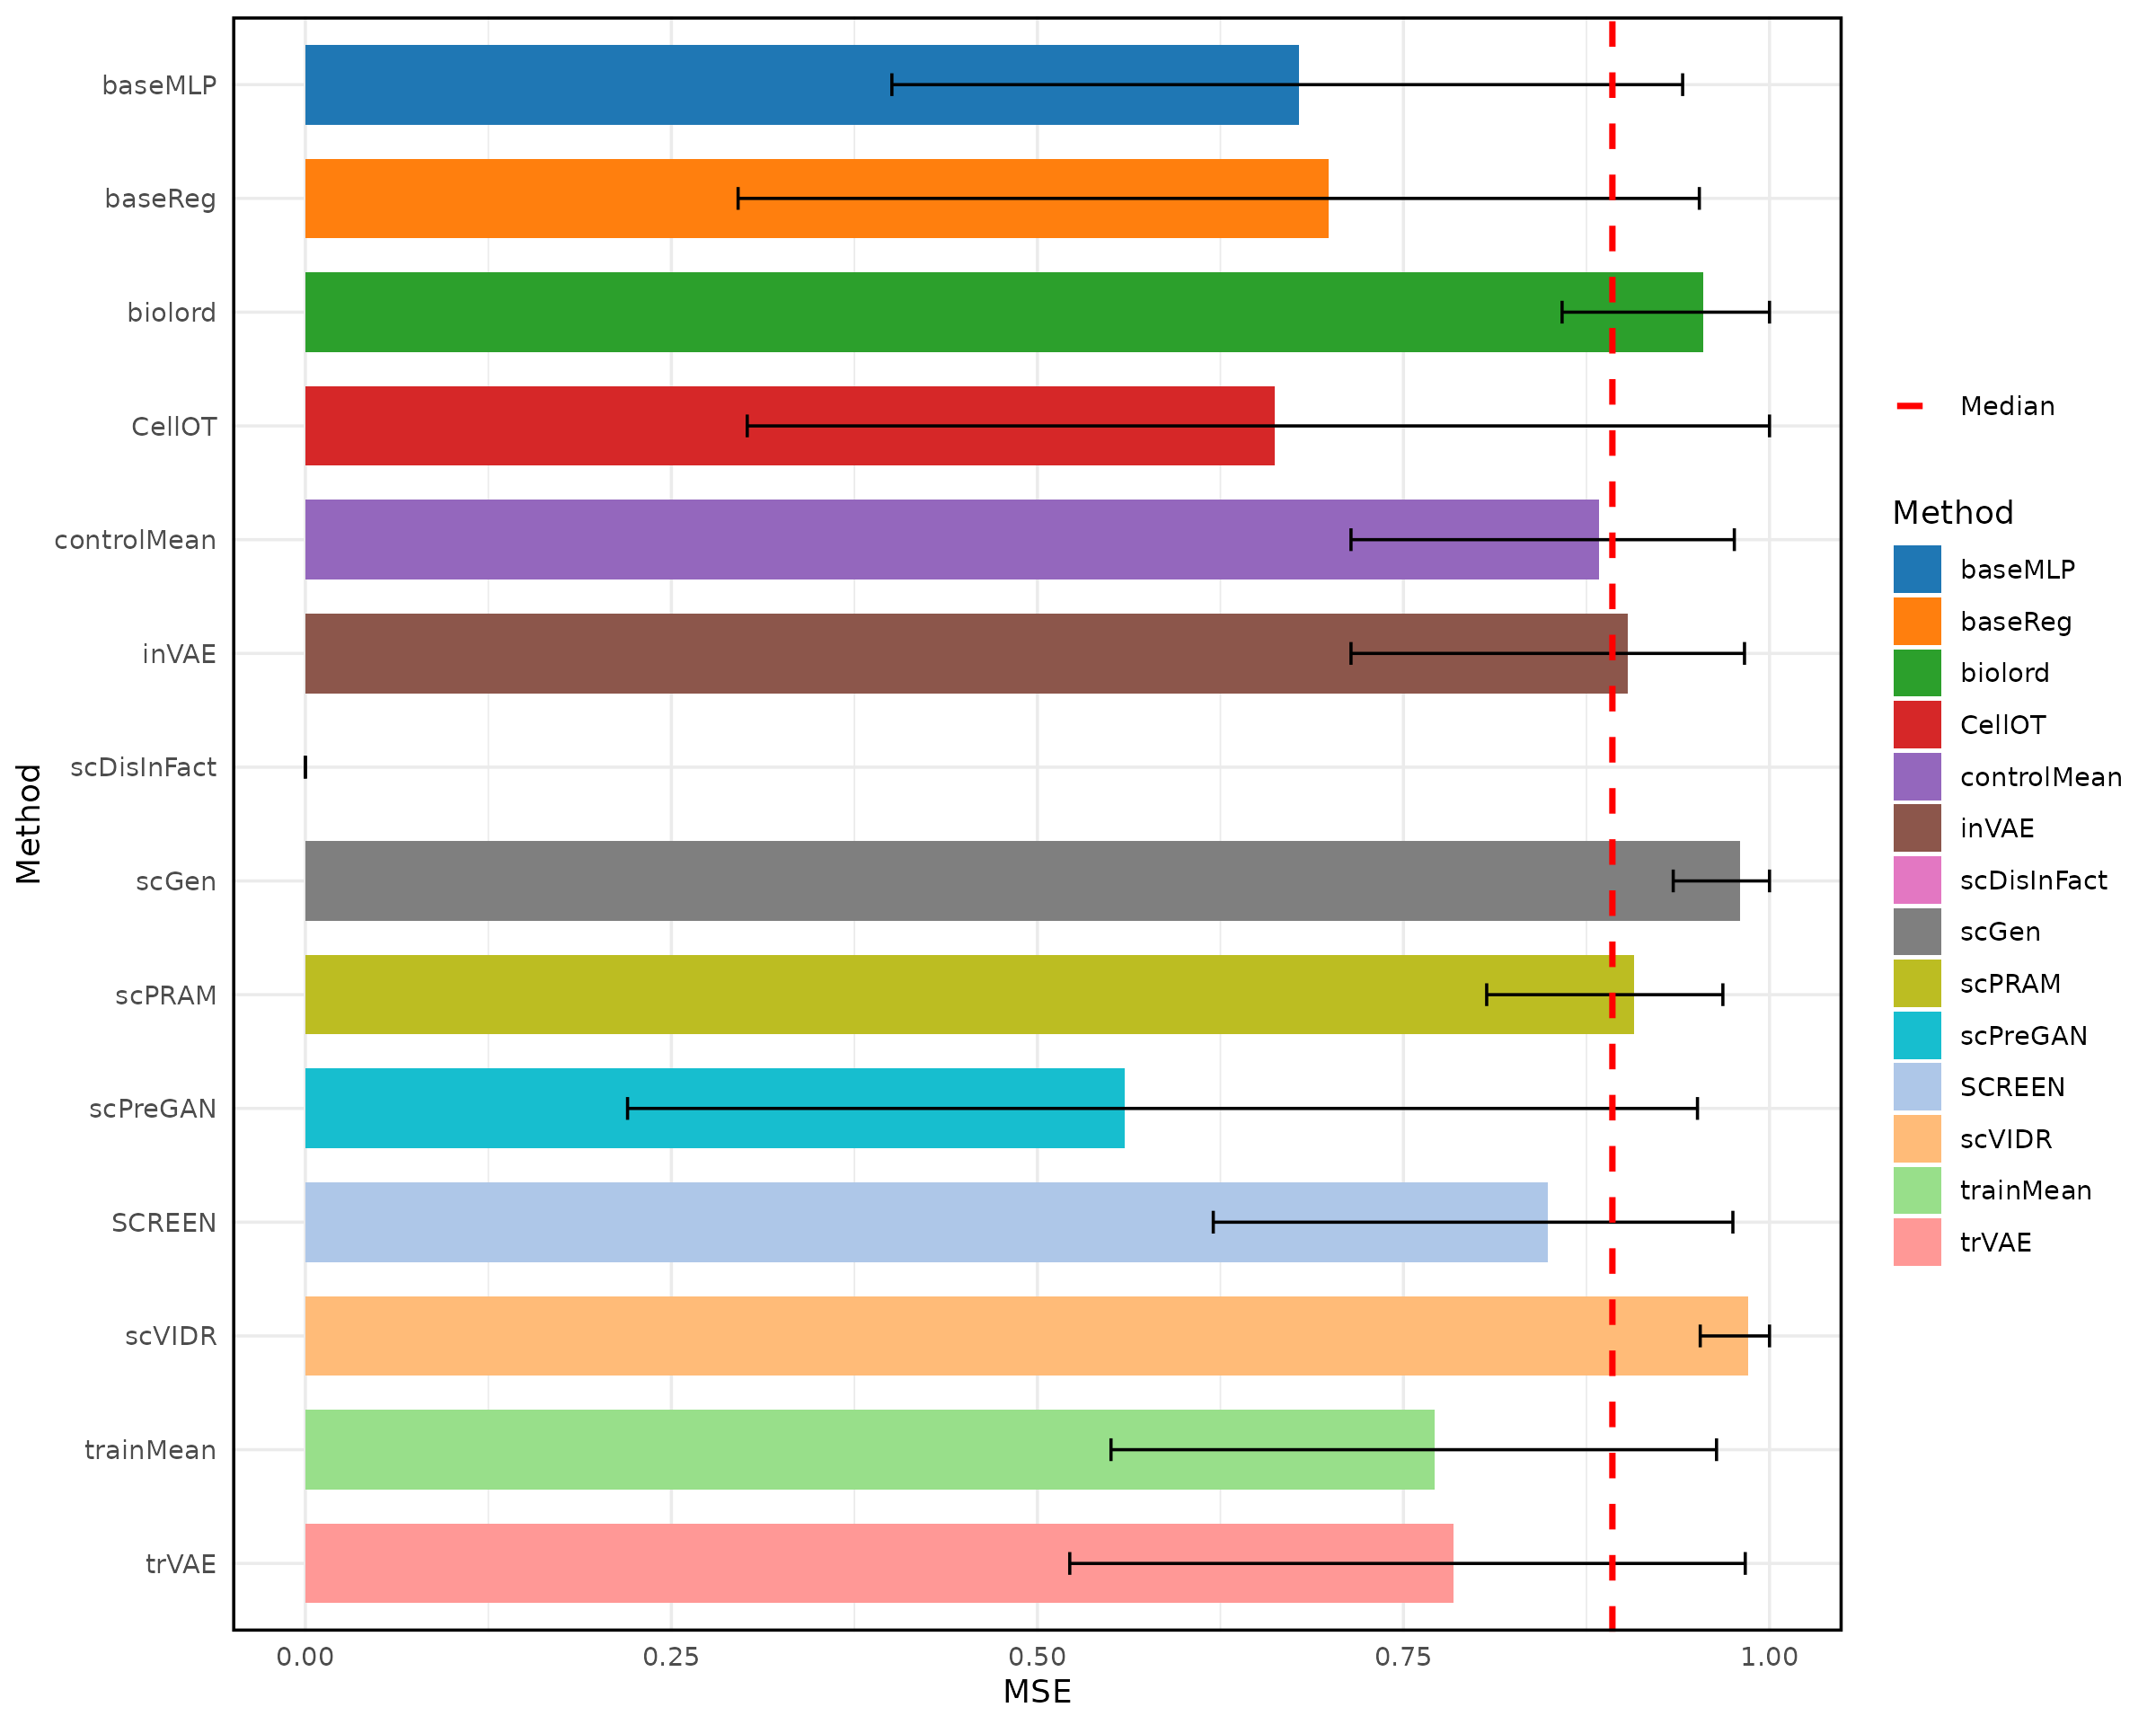 Method
baseMLP
baseReg
biolord
CellOT
controlMean
inVAE
scDisInFact
scGen
scPRAM
scPreGAN
SCREEN
scVIDR
trainMean
trVAE
0.00 0.25 0.50 0.75 1.00
MSE
Median
Method
baseMLP
baseReg
biolord
CellOT
controlMean
inVAE
scDisInFact
scGen
scPRAM
scPreGAN
SCREEN
scVIDR
trainMean
trVAE